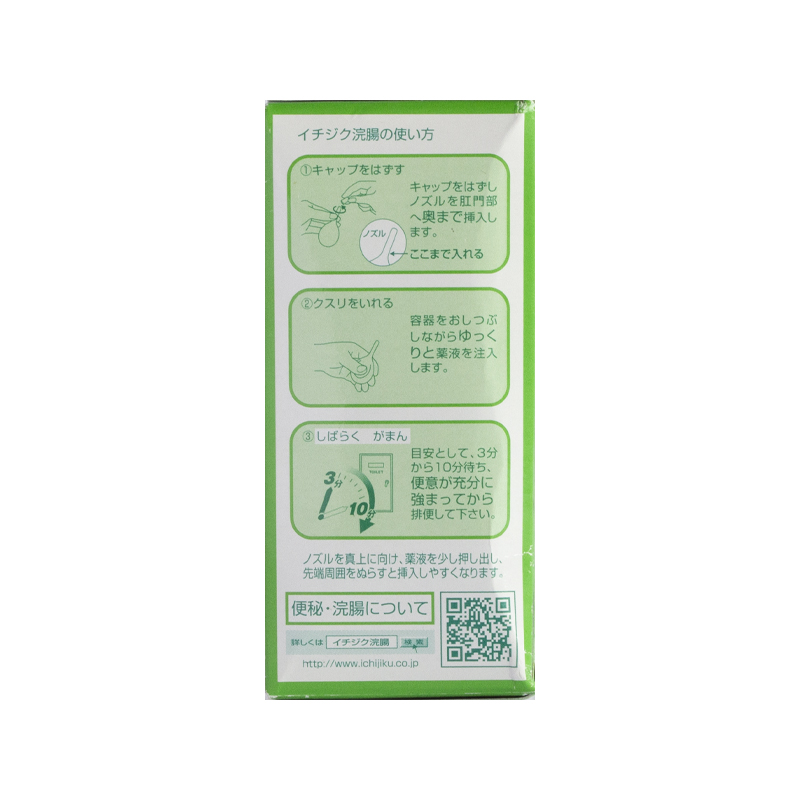 イチジク浣腸の使い方
①キャップをはずす
キャップをはずし
ノズルを肛門部
へ奥まで挿入し
ます。
ノズル
ここまで入れる
②クスリをいれる
容器をおしつぶ
しながらゆっく
りと薬液を注入
します。
③しばらく がまん
目安として、3分
から10分待ち、
便意が充分に
強まってから
排便して下さい。
TOILET
3分
10分
ノズルを真上に向け、薬液を少し押し出し、
先端周囲をぬらすと挿入しやすくなります。
便秘・浣腸について
詳しくは イチジク浣腸 検索
http://www.ichijiku.co.jp